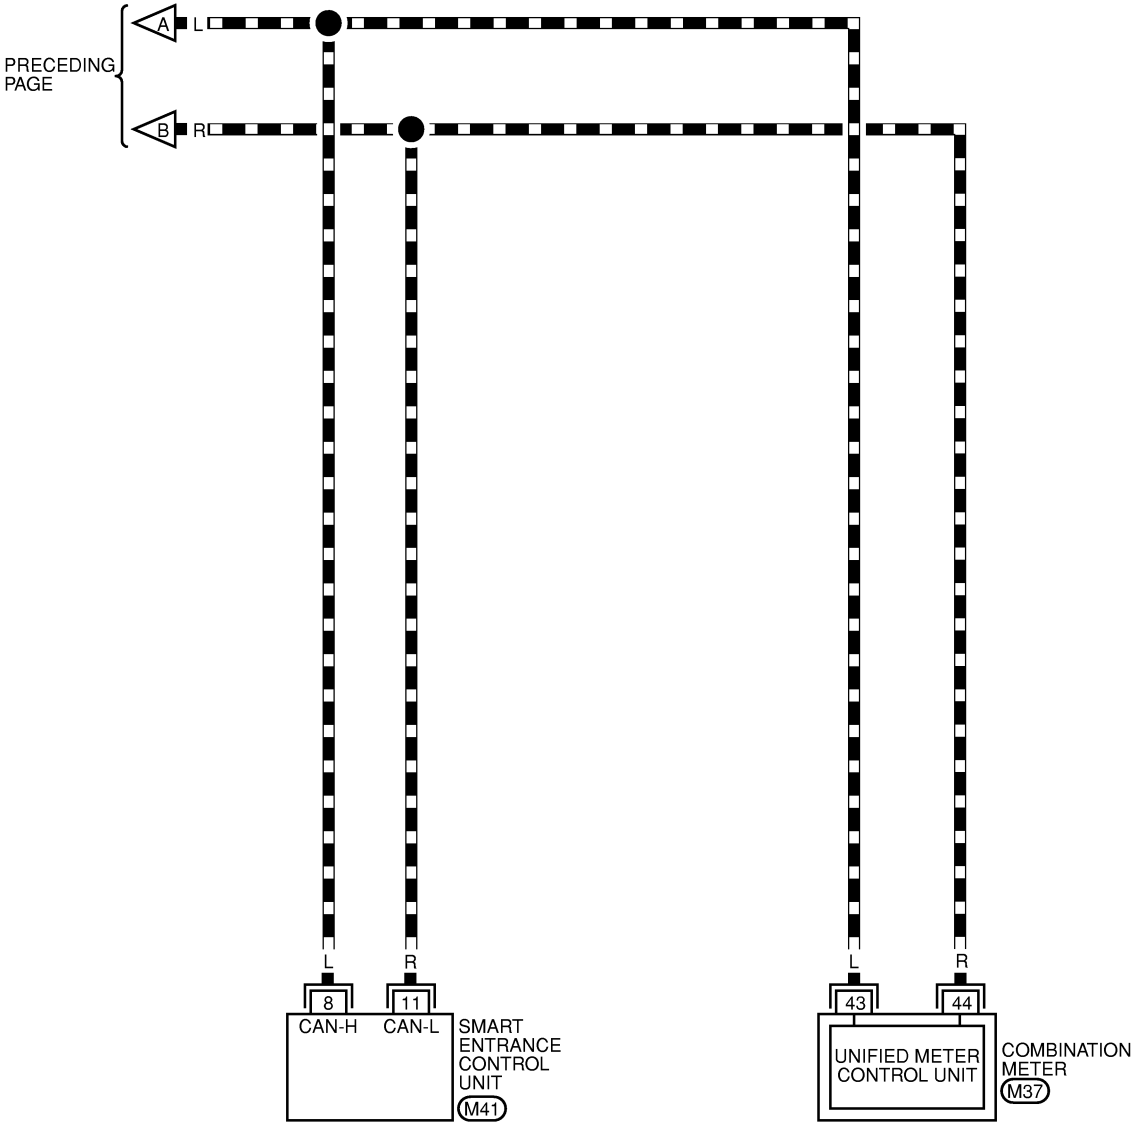 A L
PRECEDING
PAGE
B R
L R L R
8 11 43 44
CAN-H CAN-L
SMART
ENTRANCE
CONTROL
UNIT
M41
UNIFIED METER
CONTROL UNIT
COMBINATION
METER
M37